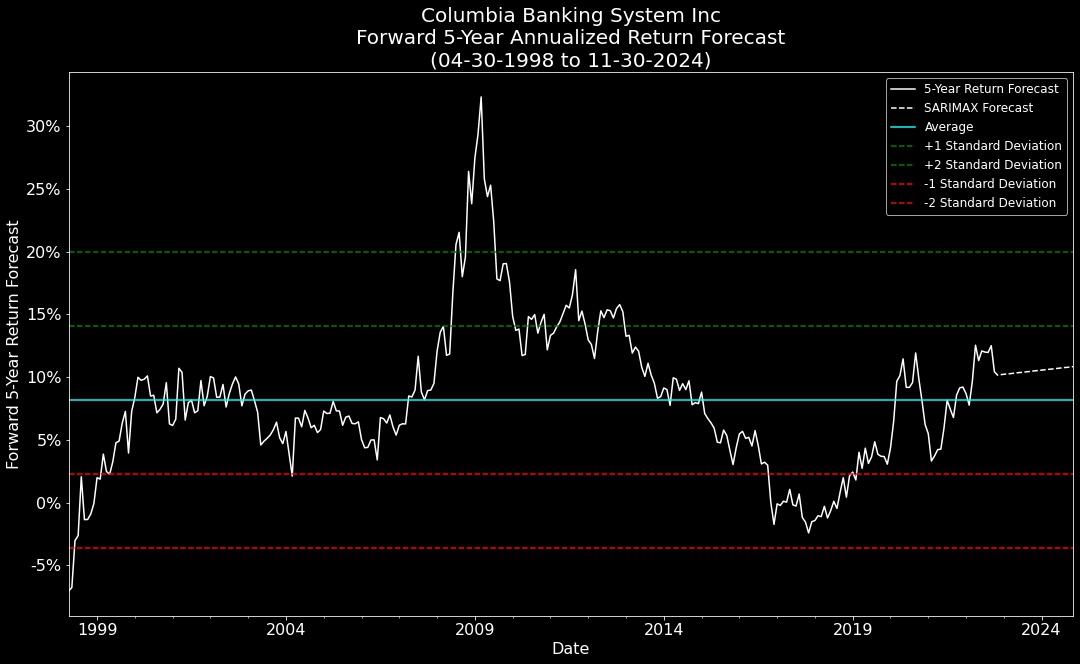 Columbia Banking System Inc
Forward 5-Year Annualized Return Forecast
(04-30-1998 to 11-30-2024)
5-Year Return Forecast
SARIMAX Forecast
Average
+1 Standard Deviation
+2 Standard Deviation
-1 Standard Deviation
-2 Standard Deviation
Forward 5-Year Return Forecast
30%
25%
20%
15%
10%
5%
0%
-5%
1999 2004 2009 2014 2019 2024
Date